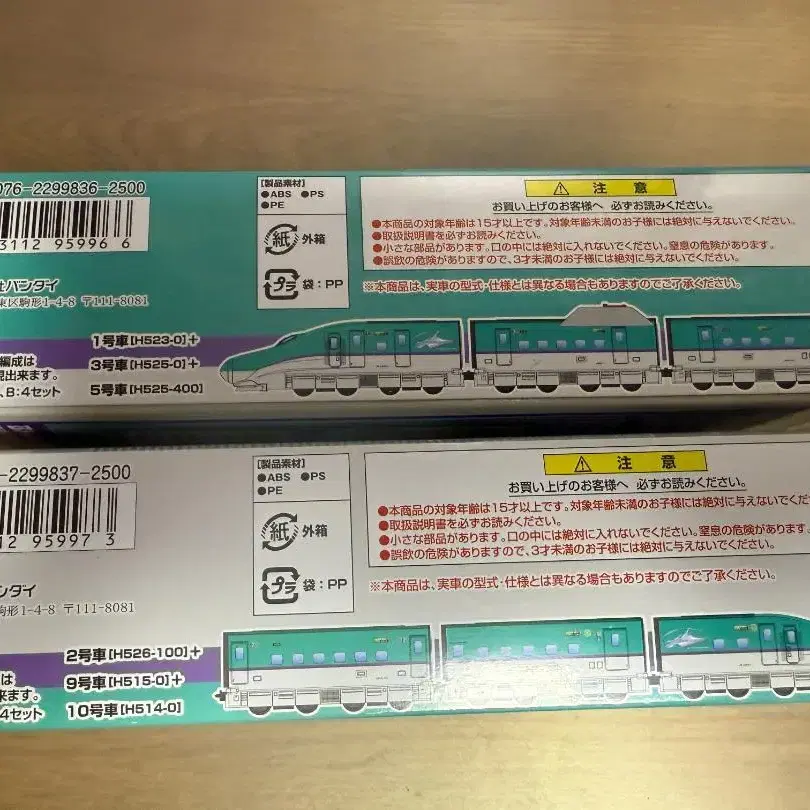 076-2299836-2500
3112 95996 6
社バンダイ
東区駒形1-4-8 〒111-8081
【製品素材】
●ABS ●PS
●PE
紙 外箱
プラ 袋:PP
⚠ 注意
お買い上げのお客様へ 必ずお読みください。
●本商品の対象年齢は15才以上です。対象年齢未満のお子様には絶対に与えないでください。
●取扱説明書を必ずお読みください。
●小さな部品があります。口の中には絶対に入れないでください。窒息の危険があります。
●誤飲の危険がありますので、3才未満のお子様には絶対に与えないでください。
※本商品は、実車の型式・仕様とは異なる場合もありますのでご了承ください。
1号車[H523-0]+
3号車[H525-0]+
5号車[H525-400]
編成は
現出来ます。
、B:4セット
-2299837-2500
12 95997 3
バンダイ
駒形1-4-8 〒111-8081
【製品素材】
●ABS ●PS
●PE
紙 外箱
プラ 袋:PP
⚠ 注意
お買い上げのお客様へ 必ずお読みください。
●本商品の対象年齢は15才以上です。対象年齢未満のお子様には絶対に与えないでくださ
●取扱説明書を必ずお読みください。
●小さな部品があります。口の中には絶対に入れないでください。窒息の危険があります
●誤飲の危険がありますので、3才未満のお子様には絶対に与えないでください。
※本商品は、実車の型式・仕様とは異なる場合もありますのでご了承ください。
2号車[H526-100]+
9号車[H515-0]+
10号車[H514-0]
は
来ます。
4セット